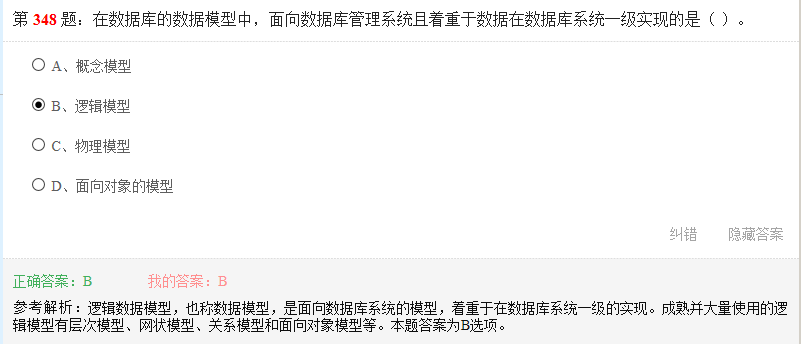 第 348 题：在数据库的数据模型中，面向数据库管理系统且着重于数据在数据库系统一级实现的是（ ）。
A、概念模型
B、逻辑模型
C、物理模型
D、面向对象的模型
纠错 隐藏答案
正确答案：B 我的答案：B
参考解析：逻辑数据模型，也称数据模型，是面向数据库系统的模型，着重于在数据库系统一级的实现。成熟并大量使用的逻
辑模型有层次模型、网状模型、关系模型和面向对象模型等。本题答案为B选项。